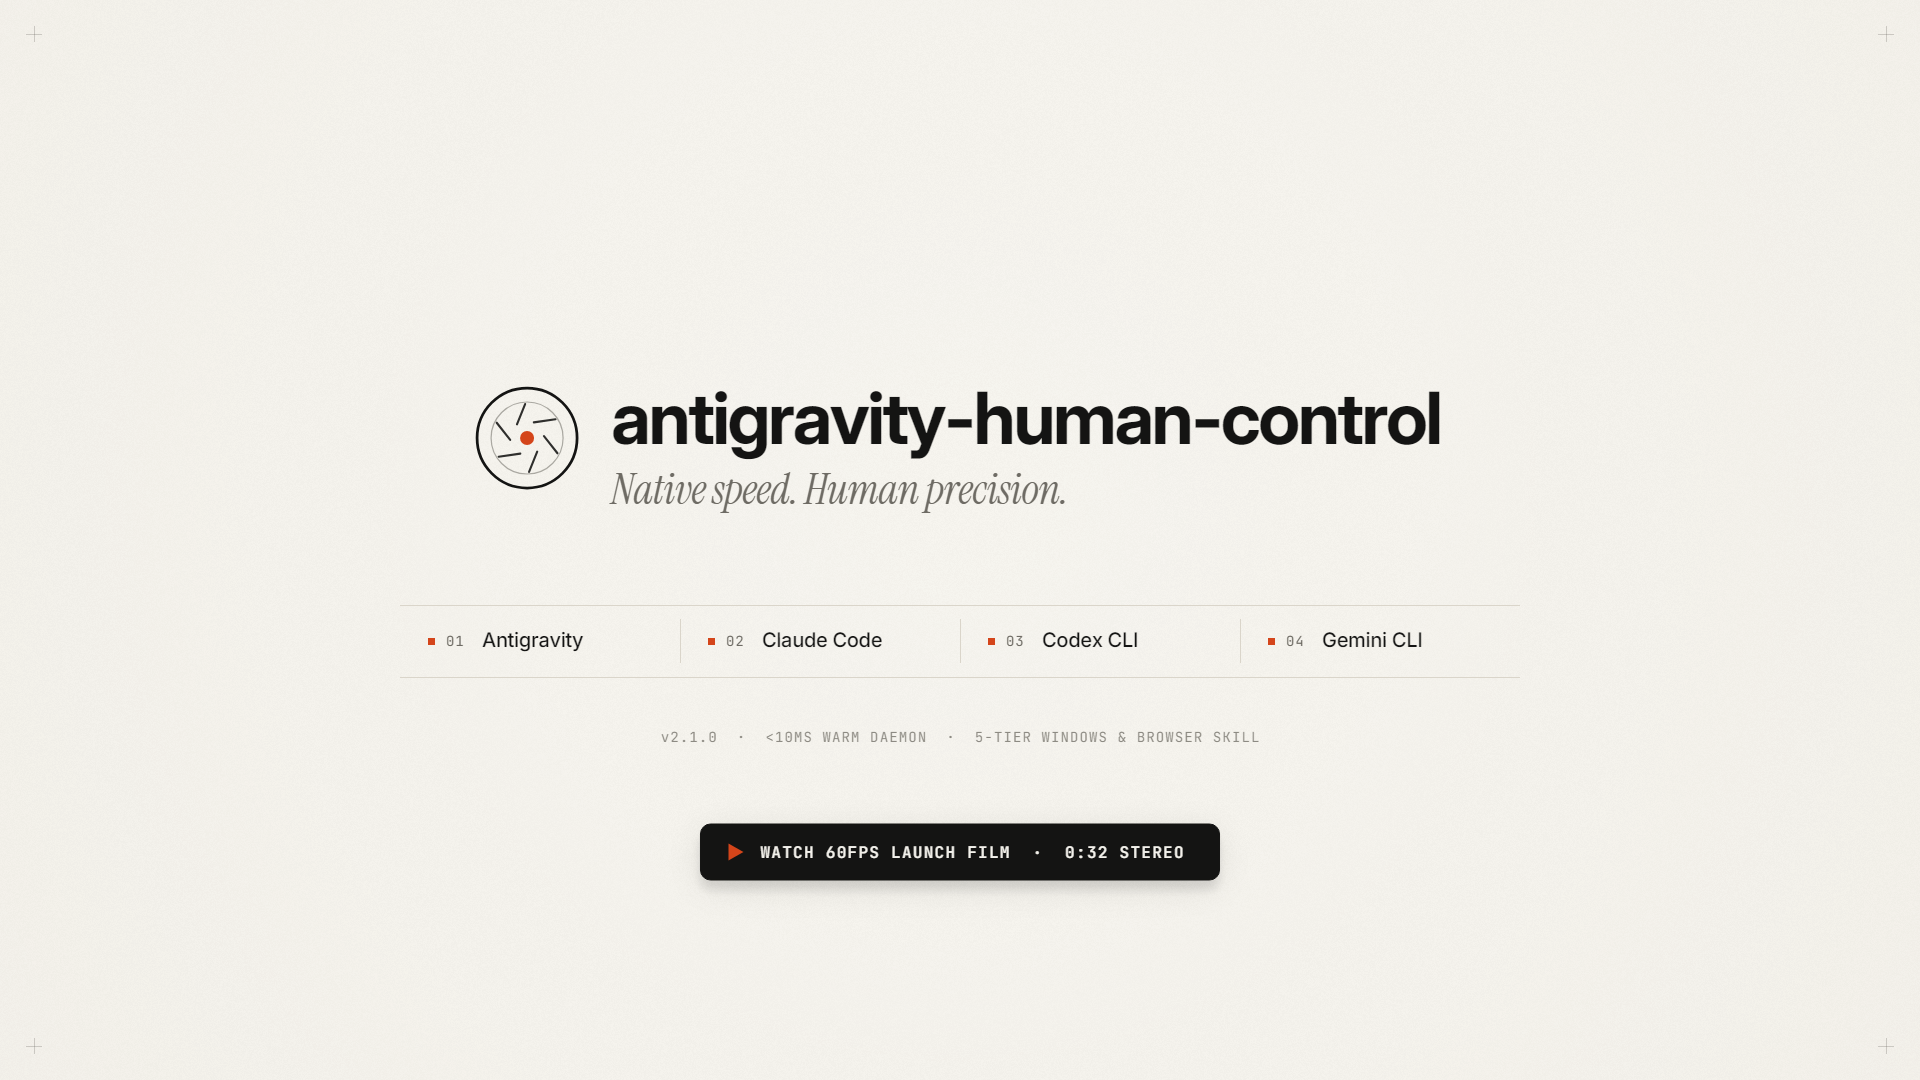 antigravity-human-control
Native speed. Human precision.
01 Antigravity 02 Claude Code 03 Codex CLI 04 Gemini CLI
v2.1.0 · <10MS WARM DAEMON · 5-TIER WINDOWS & BROWSER SKILL
WATCH 60FPS LAUNCH FILM · 0:32 STEREO